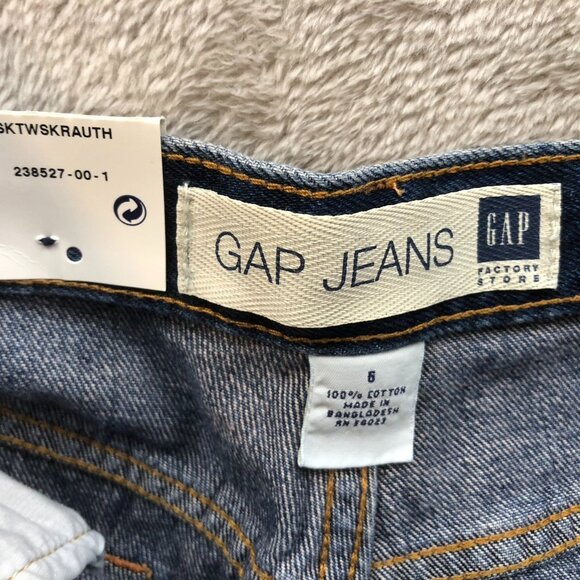 SKTWSKRAUTH
238527-00-1
GAP JEANS
GAP
FACTORY
STORE
6
100% COTTON
MADE IN
BANGLADESH
RN 54023